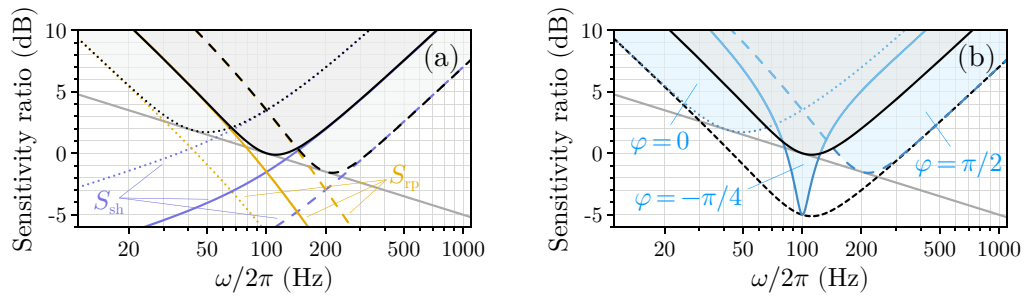 Sensitivity ratio (dB)
10
5
0
-5
(a)
S_sh
S_rp
20 50 100 200 500 1000
ω/2π (Hz)
Sensitivity ratio (dB)
10
5
0
-5
(b)
φ = 0
φ = π/2
φ = −π/4
20 50 100 200 500 1000
ω/2π (Hz)